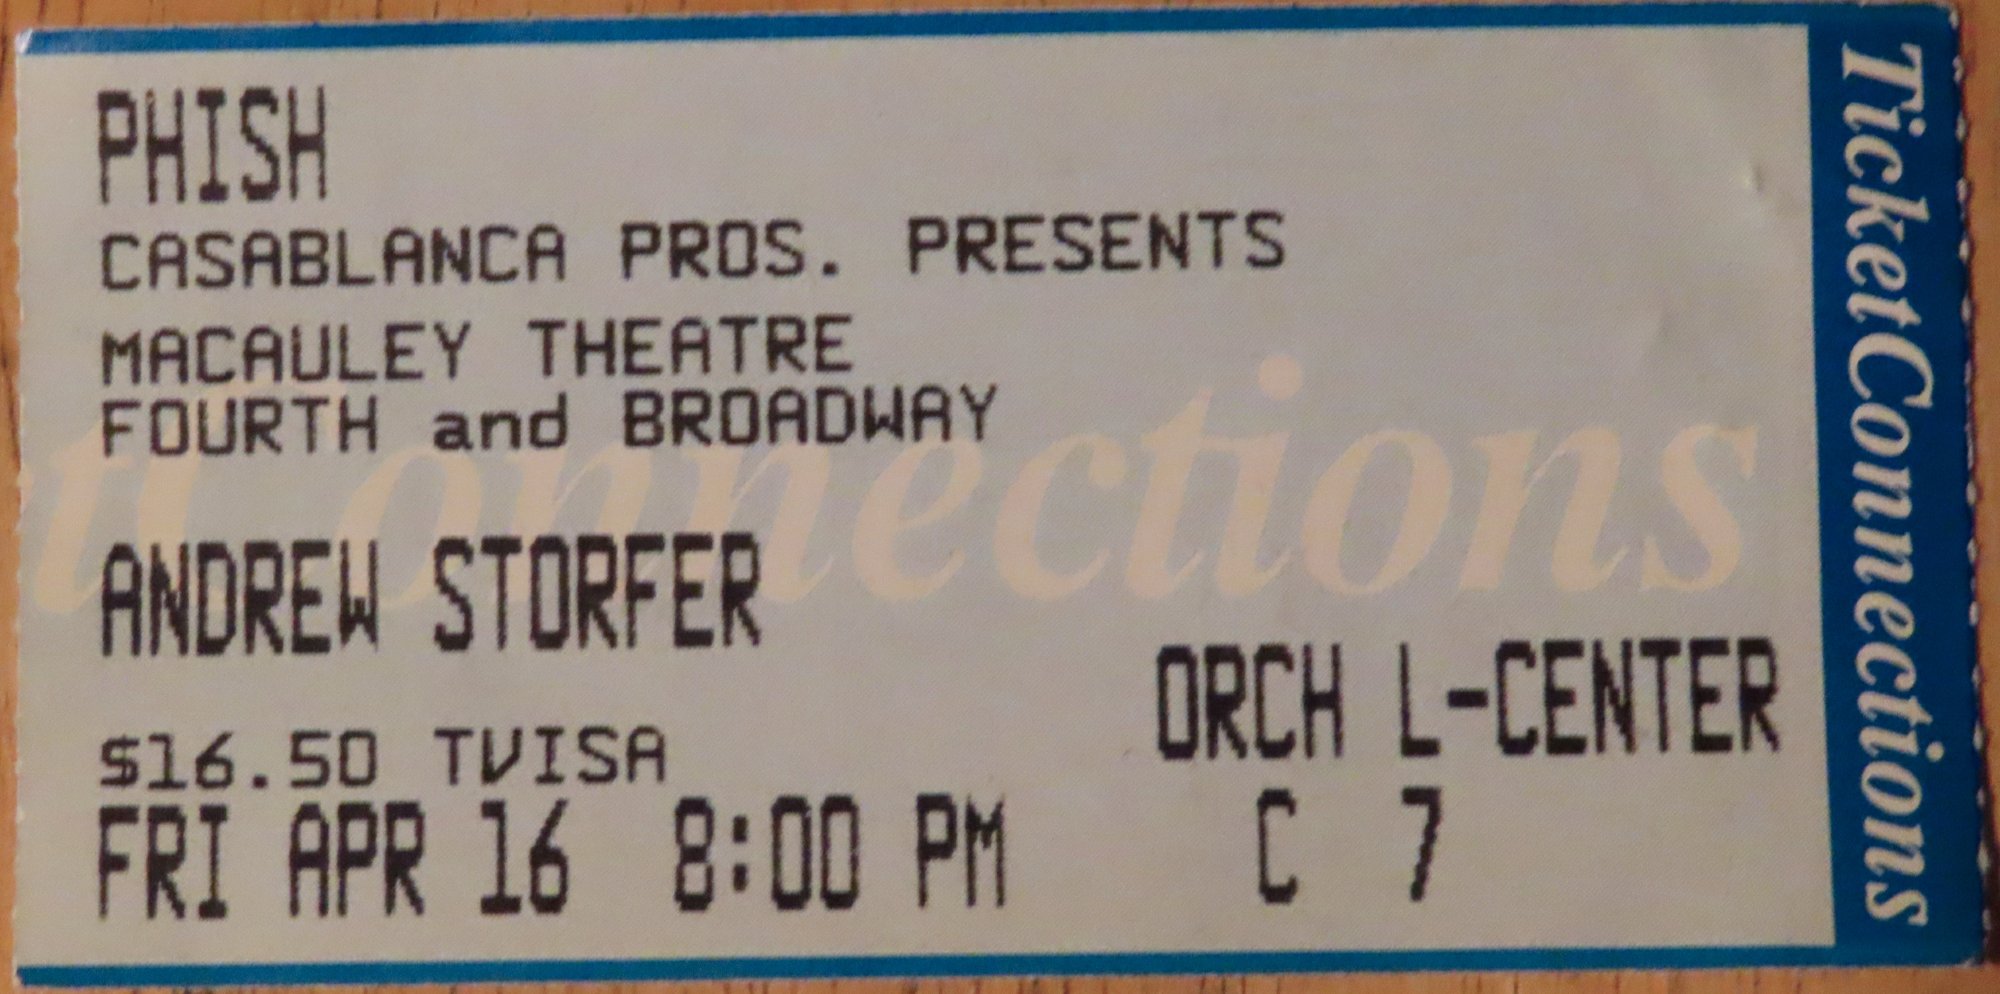 PHISH
CASABLANCA PROS. PRESENTS
MACAULEY THEATRE
FOURTH and BROADWAY
ANDREW STORFER
ORCH L-CENTER
$16.50 TVISA
C 7
FRI APR 16 8:00 PM
TicketConnections
etConnections